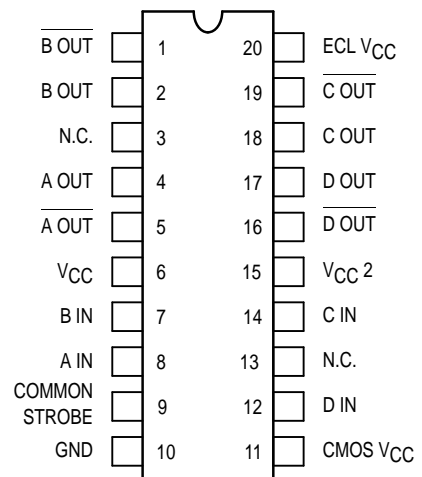 B OUT 1 20 ECL VCC
B OUT 2 19 C OUT
N.C. 3 18 C OUT
A OUT 4 17 D OUT
A OUT 5 16 D OUT
VCC 6 15 VCC 2
B IN 7 14 C IN
A IN 8 13 N.C.
COMMON
STROBE 9 12 D IN
GND 10 11 CMOS VCC